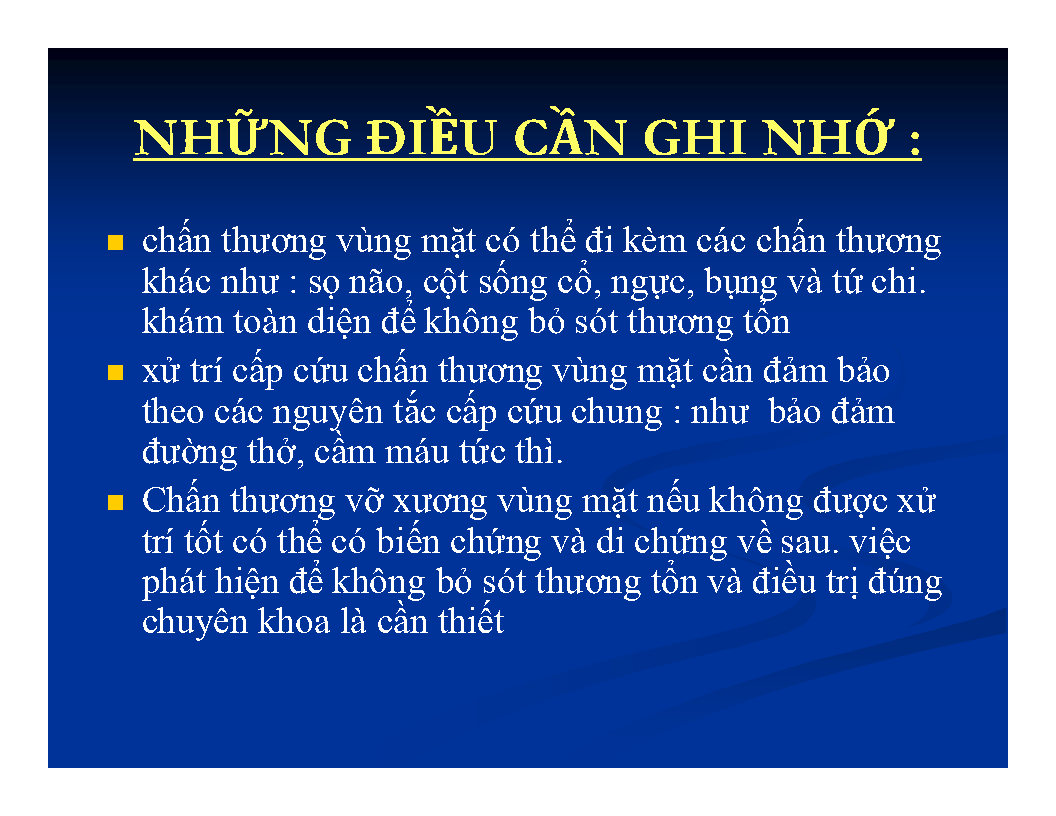 NHỮNG ĐIỀU CẦN GHI NHỚ :
chấn thương vùng mặt có thể đi kèm các chấn thương
khác như : sọ não, cột sống cổ, ngực, bụng và tứ chi.
khám toàn diện để không bỏ sót thương tổn
xử trí cấp cứu chấn thương vùng mặt cần đảm bảo
theo các nguyên tắc cấp cứu chung : như bảo đảm
đường thở, cầm máu tức thì.
Chấn thương vỡ xương vùng mặt nếu không được xử
trí tốt có thể có biến chứng và di chứng về sau. việc
phát hiện để không bỏ sót thương tổn và điều trị đúng
chuyên khoa là cần thiết